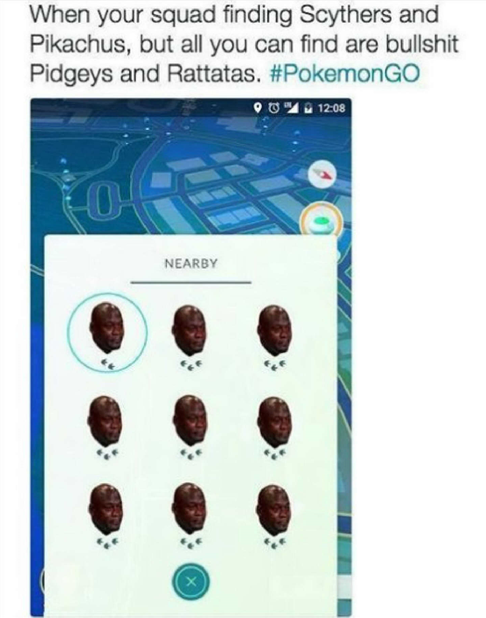 When your squad finding Scythers and
Pikachus, but all you can find are bullshit
Pidgeys and Rattatas. #PokemonGO
12:08
NEARBY